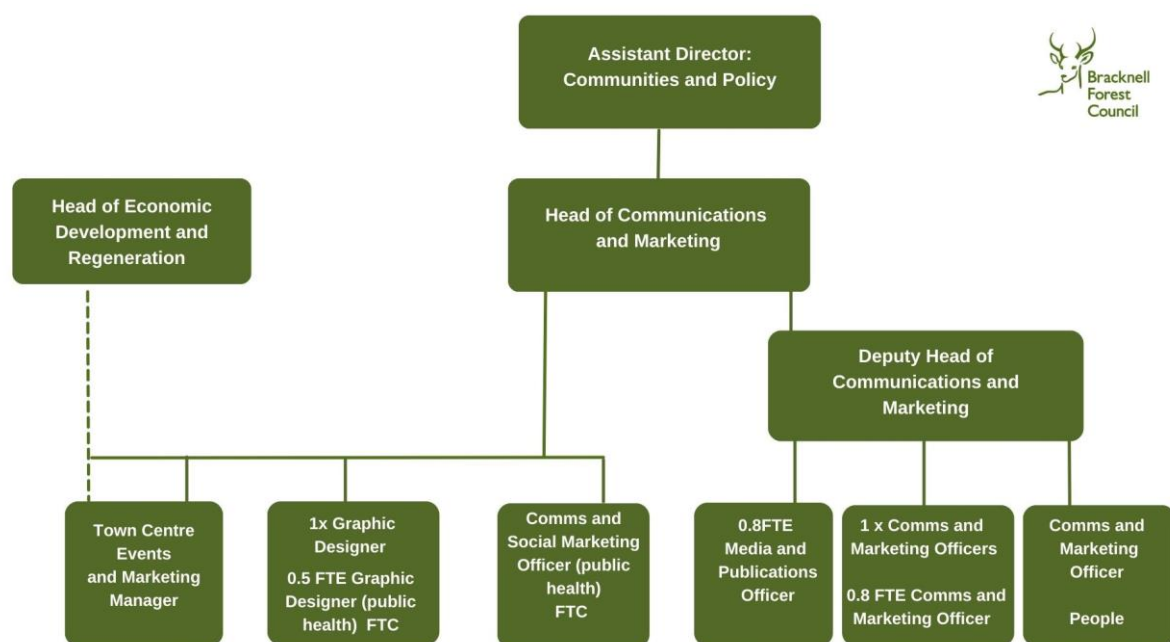 Assistant Director:
Communities and Policy
Bracknell
Forest
Council
Head of Economic
Development and
Regeneration
Head of Communications
and Marketing
Deputy Head of
Communications and
Marketing
Town Centre
Events
and Marketing
Manager
1x Graphic
Designer
0.5 FTE Graphic
Designer (public
health) FTC
Comms and
Social Marketing
Officer (public
health)
FTC
0.8FTE
Media and
Publications
Officer
1 x Comms and
Marketing Officers
0.8 FTE Comms and
Marketing Officer
Comms and
Marketing
Officer
People